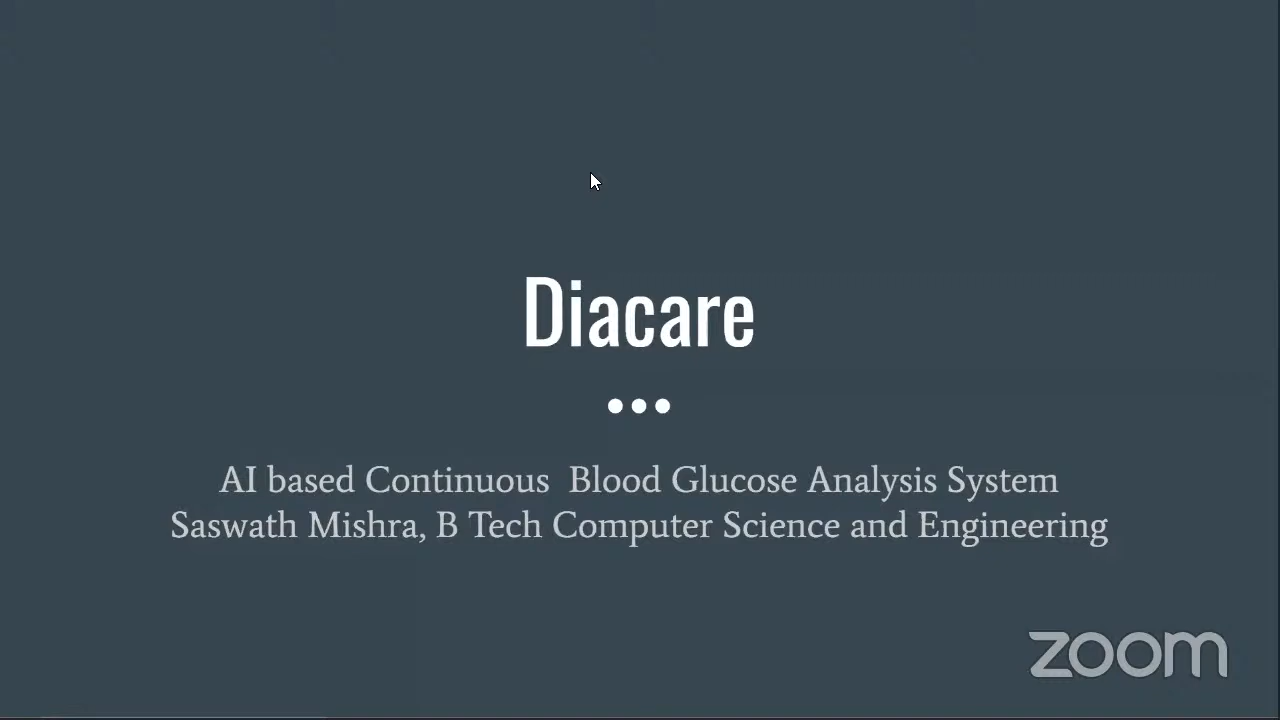 Diacare
AI based Continuous  Blood Glucose Analysis System
Saswath Mishra, B Tech Computer Science and Engineering
zoom